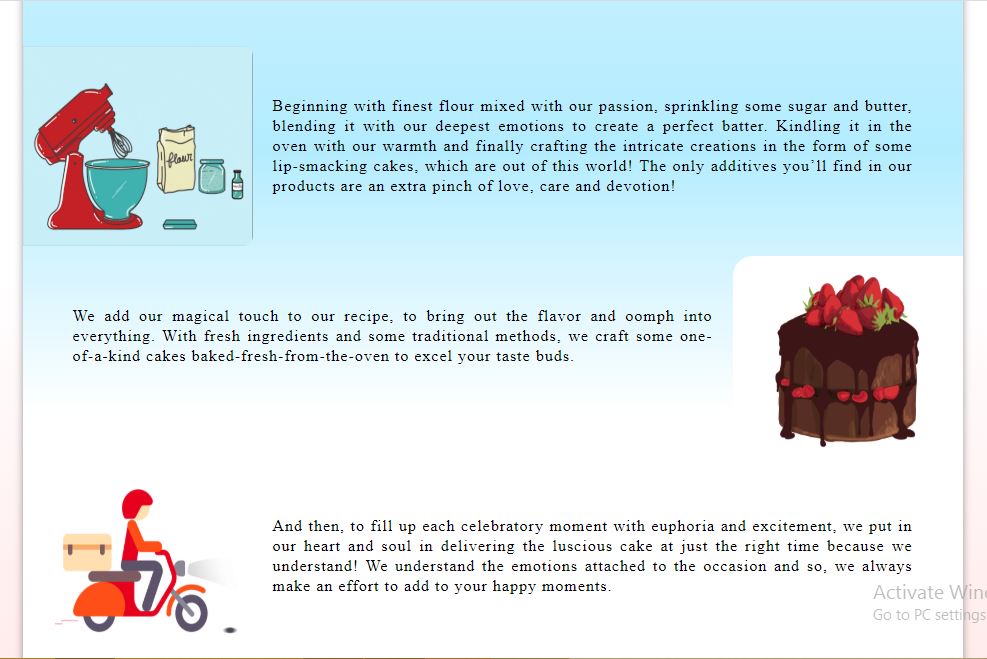 Beginning with finest flour mixed with our passion, sprinkling some sugar and butter,
blending it with our deepest emotions to create a perfect batter. Kindling it in the
oven with our warmth and finally crafting the intricate creations in the form of some
lip-smacking cakes, which are out of this world! The only additives you’ll find in our
products are an extra pinch of love, care and devotion!
flour
We add our magical touch to our recipe, to bring out the flavor and oomph into
everything. With fresh ingredients and some traditional methods, we craft some one-
of-a-kind cakes baked-fresh-from-the-oven to excel your taste buds.
And then, to fill up each celebratory moment with euphoria and excitement, we put in
our heart and soul in delivering the luscious cake at just the right time because we
understand! We understand the emotions attached to the occasion and so, we always
make an effort to add to your happy moments.
Activate Win
Go to PC settings